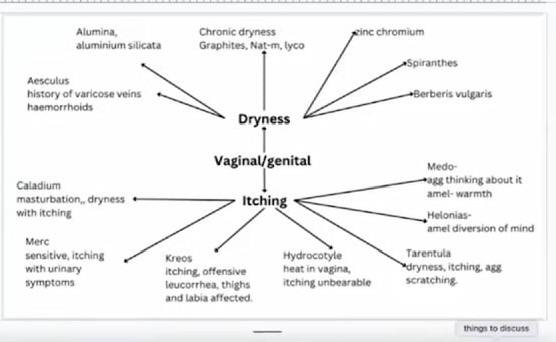 Alumina,
aluminium silicata
Chronic dryness
Graphites, Nat-m, lyco
zinc chromium
Spiranthes
Aesculus
history of varicose veins
haemorrhoids
Berberis vulgaris
Dryness
Vaginal/genital
Itching
Medo-
agg thinking about it
amel- warmth
Caladium
masturbation,, dryness
with itching
Helonias-
amel diversion of mind
Merc
sensitive, itching
with urinary
symptoms
Kreos
itching, offensive
leucorrhea, thighs
and labia affected.
Hydrocotyle
heat in vagina,
itching unbearable
Tarentula
dryness, itching, agg
scratching.
things to discuss